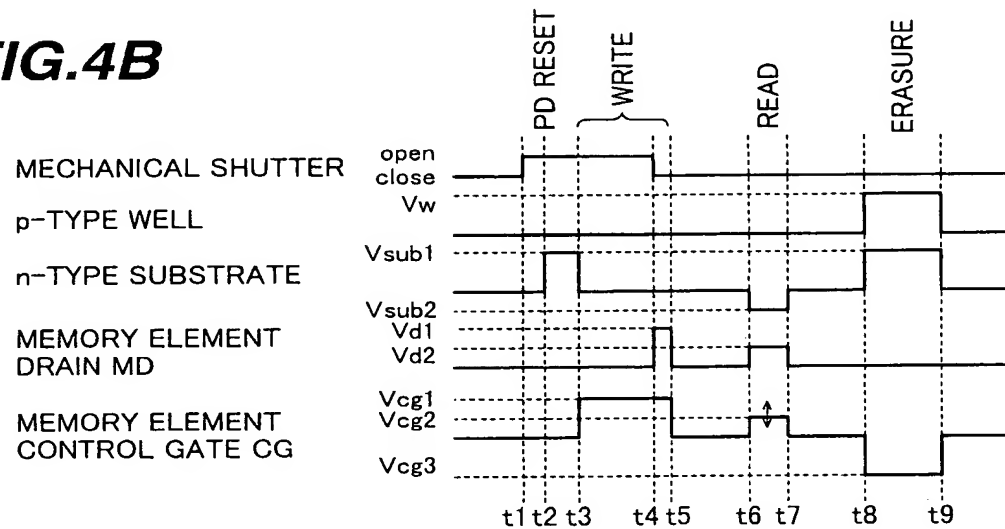 FIG.4B
PD RESET
WRITE
READ
ERASURE
MECHANICAL SHUTTER
open
close
p-TYPE WELL
Vw
n-TYPE SUBSTRATE
Vsub1
Vsub2
MEMORY ELEMENT
DRAIN MD
Vd1
Vd2
MEMORY ELEMENT
CONTROL GATE CG
Vcg1
Vcg2
Vcg3
t1 t2 t3 t4 t5 t6 t7 t8 t9